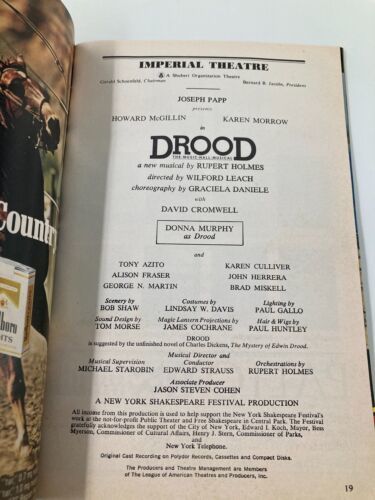 IMPERIAL THEATRE
A Shubert Organization Theatre
Gerald Schoenfeld, Chairman Bernard B. Jacobs, President
JOSEPH PAPP
presents
HOWARD McGILLIN KAREN MORROW
in
DROOD
THE MUSIC HALL MUSICAL
a new musical by RUPERT HOLMES
directed by WILFORD LEACH
choreography by GRACIELA DANIELE
with
DAVID CROMWELL
DONNA MURPHY
as Drood
and
TONY AZITO KAREN CULLIVER
ALISON FRASER JOHN HERRERA
GEORGE N. MARTIN BRAD MISKELL
Scenery by Costumes by Lighting by
BOB SHAW LINDSAY W. DAVIS PAUL GALLO
Sound Design by Magic Lantern Projections by Hair & Wigs by
TOM MORSE JAMES COCHRANE PAUL HUNTLEY
DROOD
is suggested by the unfinished novel of Charles Dickens, The Mystery of Edwin Drood.
Musical Director and
Musical Supervision Conductor Orchestrations by
MICHAEL STAROBIN EDWARD STRAUSS RUPERT HOLMES
Associate Producer
JASON STEVEN COHEN
A NEW YORK SHAKESPEARE FESTIVAL PRODUCTION
All income from this production is used to help support the New York Shakespeare Festival's
work at the not-for-profit Public Theater and Free Shakespeare in Central Park. The Festival
gratefully acknowledges the support of the City of New York, Edward I. Koch, Mayor, Bess
Myerson, Commissioner of Cultural Affairs, Henry J. Stern, Commissioner of Parks,
and
New York Telephone.
Original Cast Recording on Polydor Records, Cassettes and Compact Discs.
The Producers and Theatre Management are Members
of The League of American Theatres and Producers, Inc.
19
Country